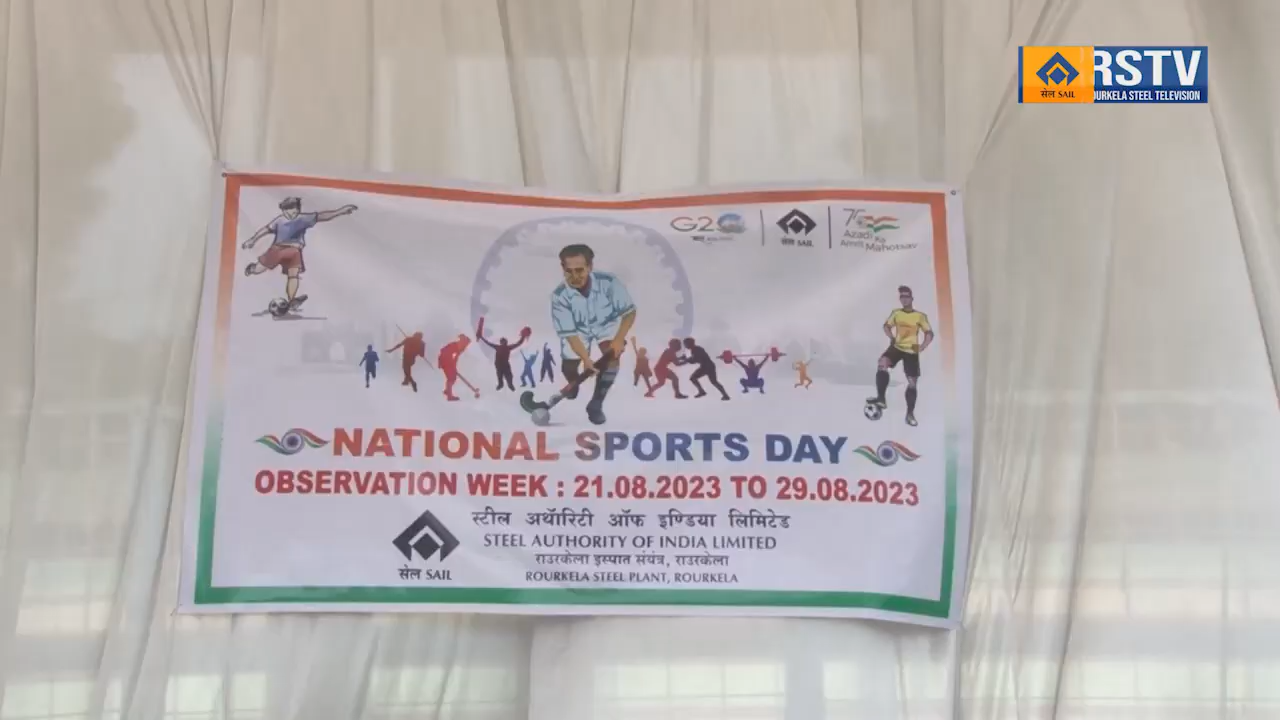 सेल SAIL
RSTV
ROURKELA STEEL TELEVISION
G20
सेल SAIL
75
Azadi Ka
Amrit Mahotsav
NATIONAL SPORTS DAY
OBSERVATION WEEK : 21.08.2023 TO 29.08.2023
स्टील अथॉरिटी ऑफ इण्डिया लिमिटेड
STEEL AUTHORITY OF INDIA LIMITED
राउरकेला इस्पात संयंत्र, राउरकेला
सेल SAIL
ROURKELA STEEL PLANT, ROURKELA